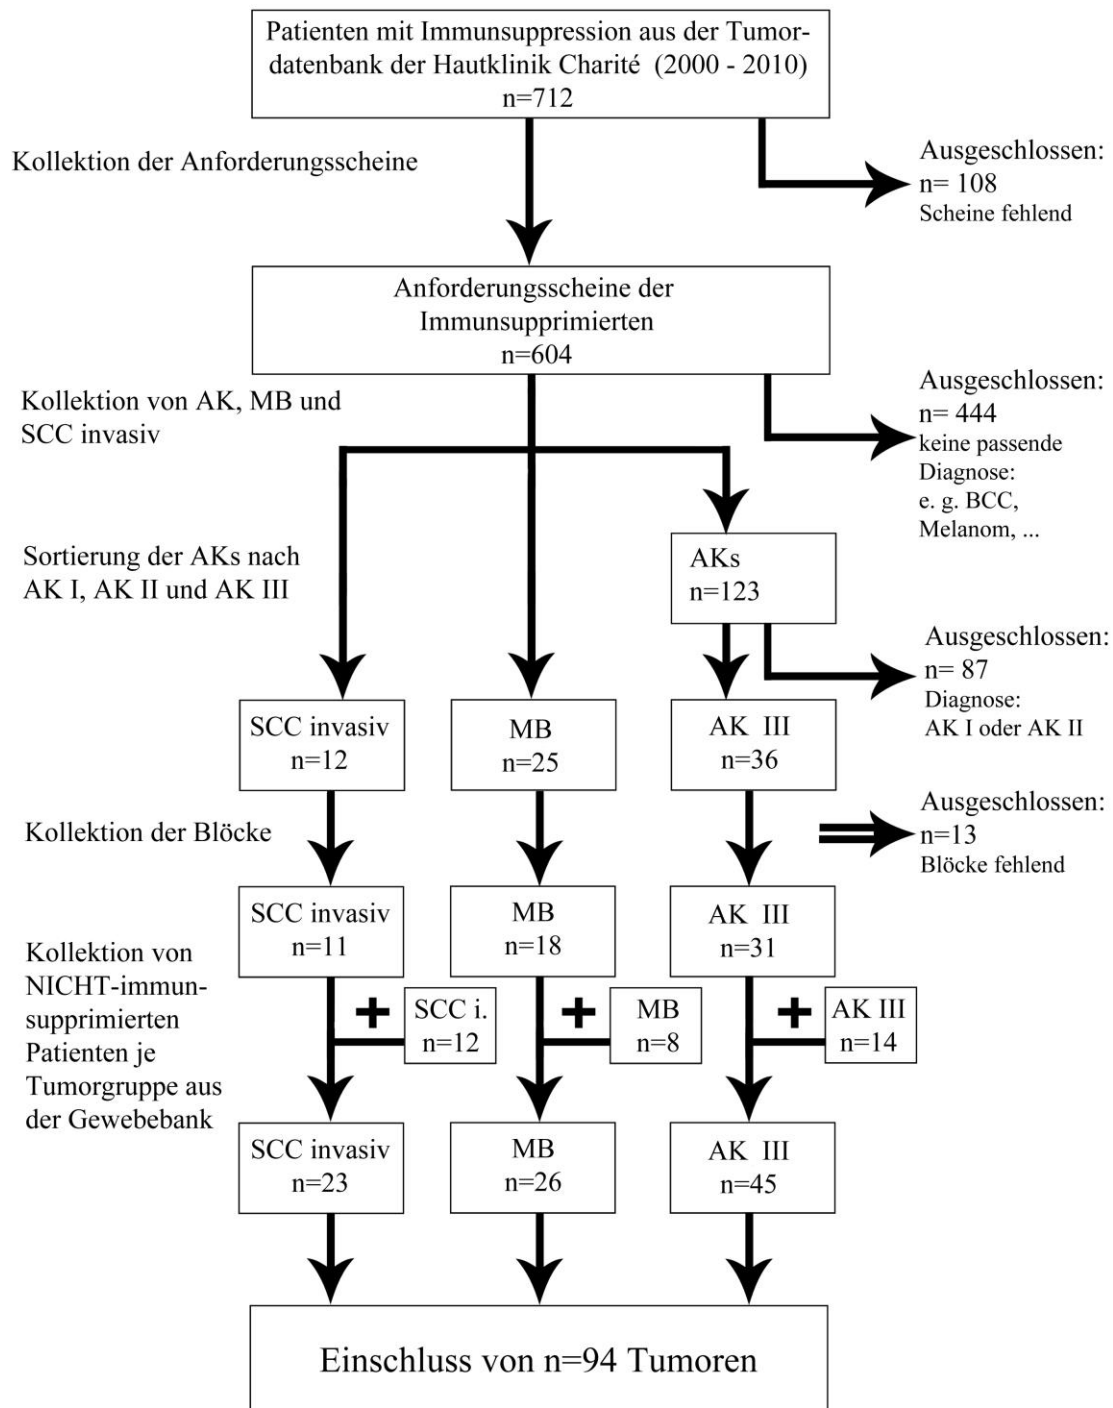 Patienten mit Immunsuppression aus der Tumor-
datenbank der Hautklinik Charité (2000 - 2010)
n=712
Kollektion der Anforderungsscheine
Ausgeschlossen:
n= 108
Scheine fehlend
Anforderungsscheine der
Immunsupprimierten
n=604
Kollektion von AK, MB und
SCC invasiv
Ausgeschlossen:
n= 444
keine passende
Diagnose:
e. g. BCC,
Melanom, ...
Sortierung der AKs nach
AK I, AK II und AK III
AKs
n=123
Ausgeschlossen:
n= 87
Diagnose:
AK I oder AK II
SCC invasiv
n=12
MB
n=25
AK III
n=36
Kollektion der Blöcke
Ausgeschlossen:
n=13
Blöcke fehlend
SCC invasiv
n=11
MB
n=18
AK III
n=31
Kollektion von
NICHT-immun-
supprimierten
Patienten je
Tumorgruppe aus
der Gewebebank
+
SCC i.
n=12
+
MB
n=8
+
AK III
n=14
SCC invasiv
n=23
MB
n=26
AK III
n=45
Einschluss von n=94 Tumoren